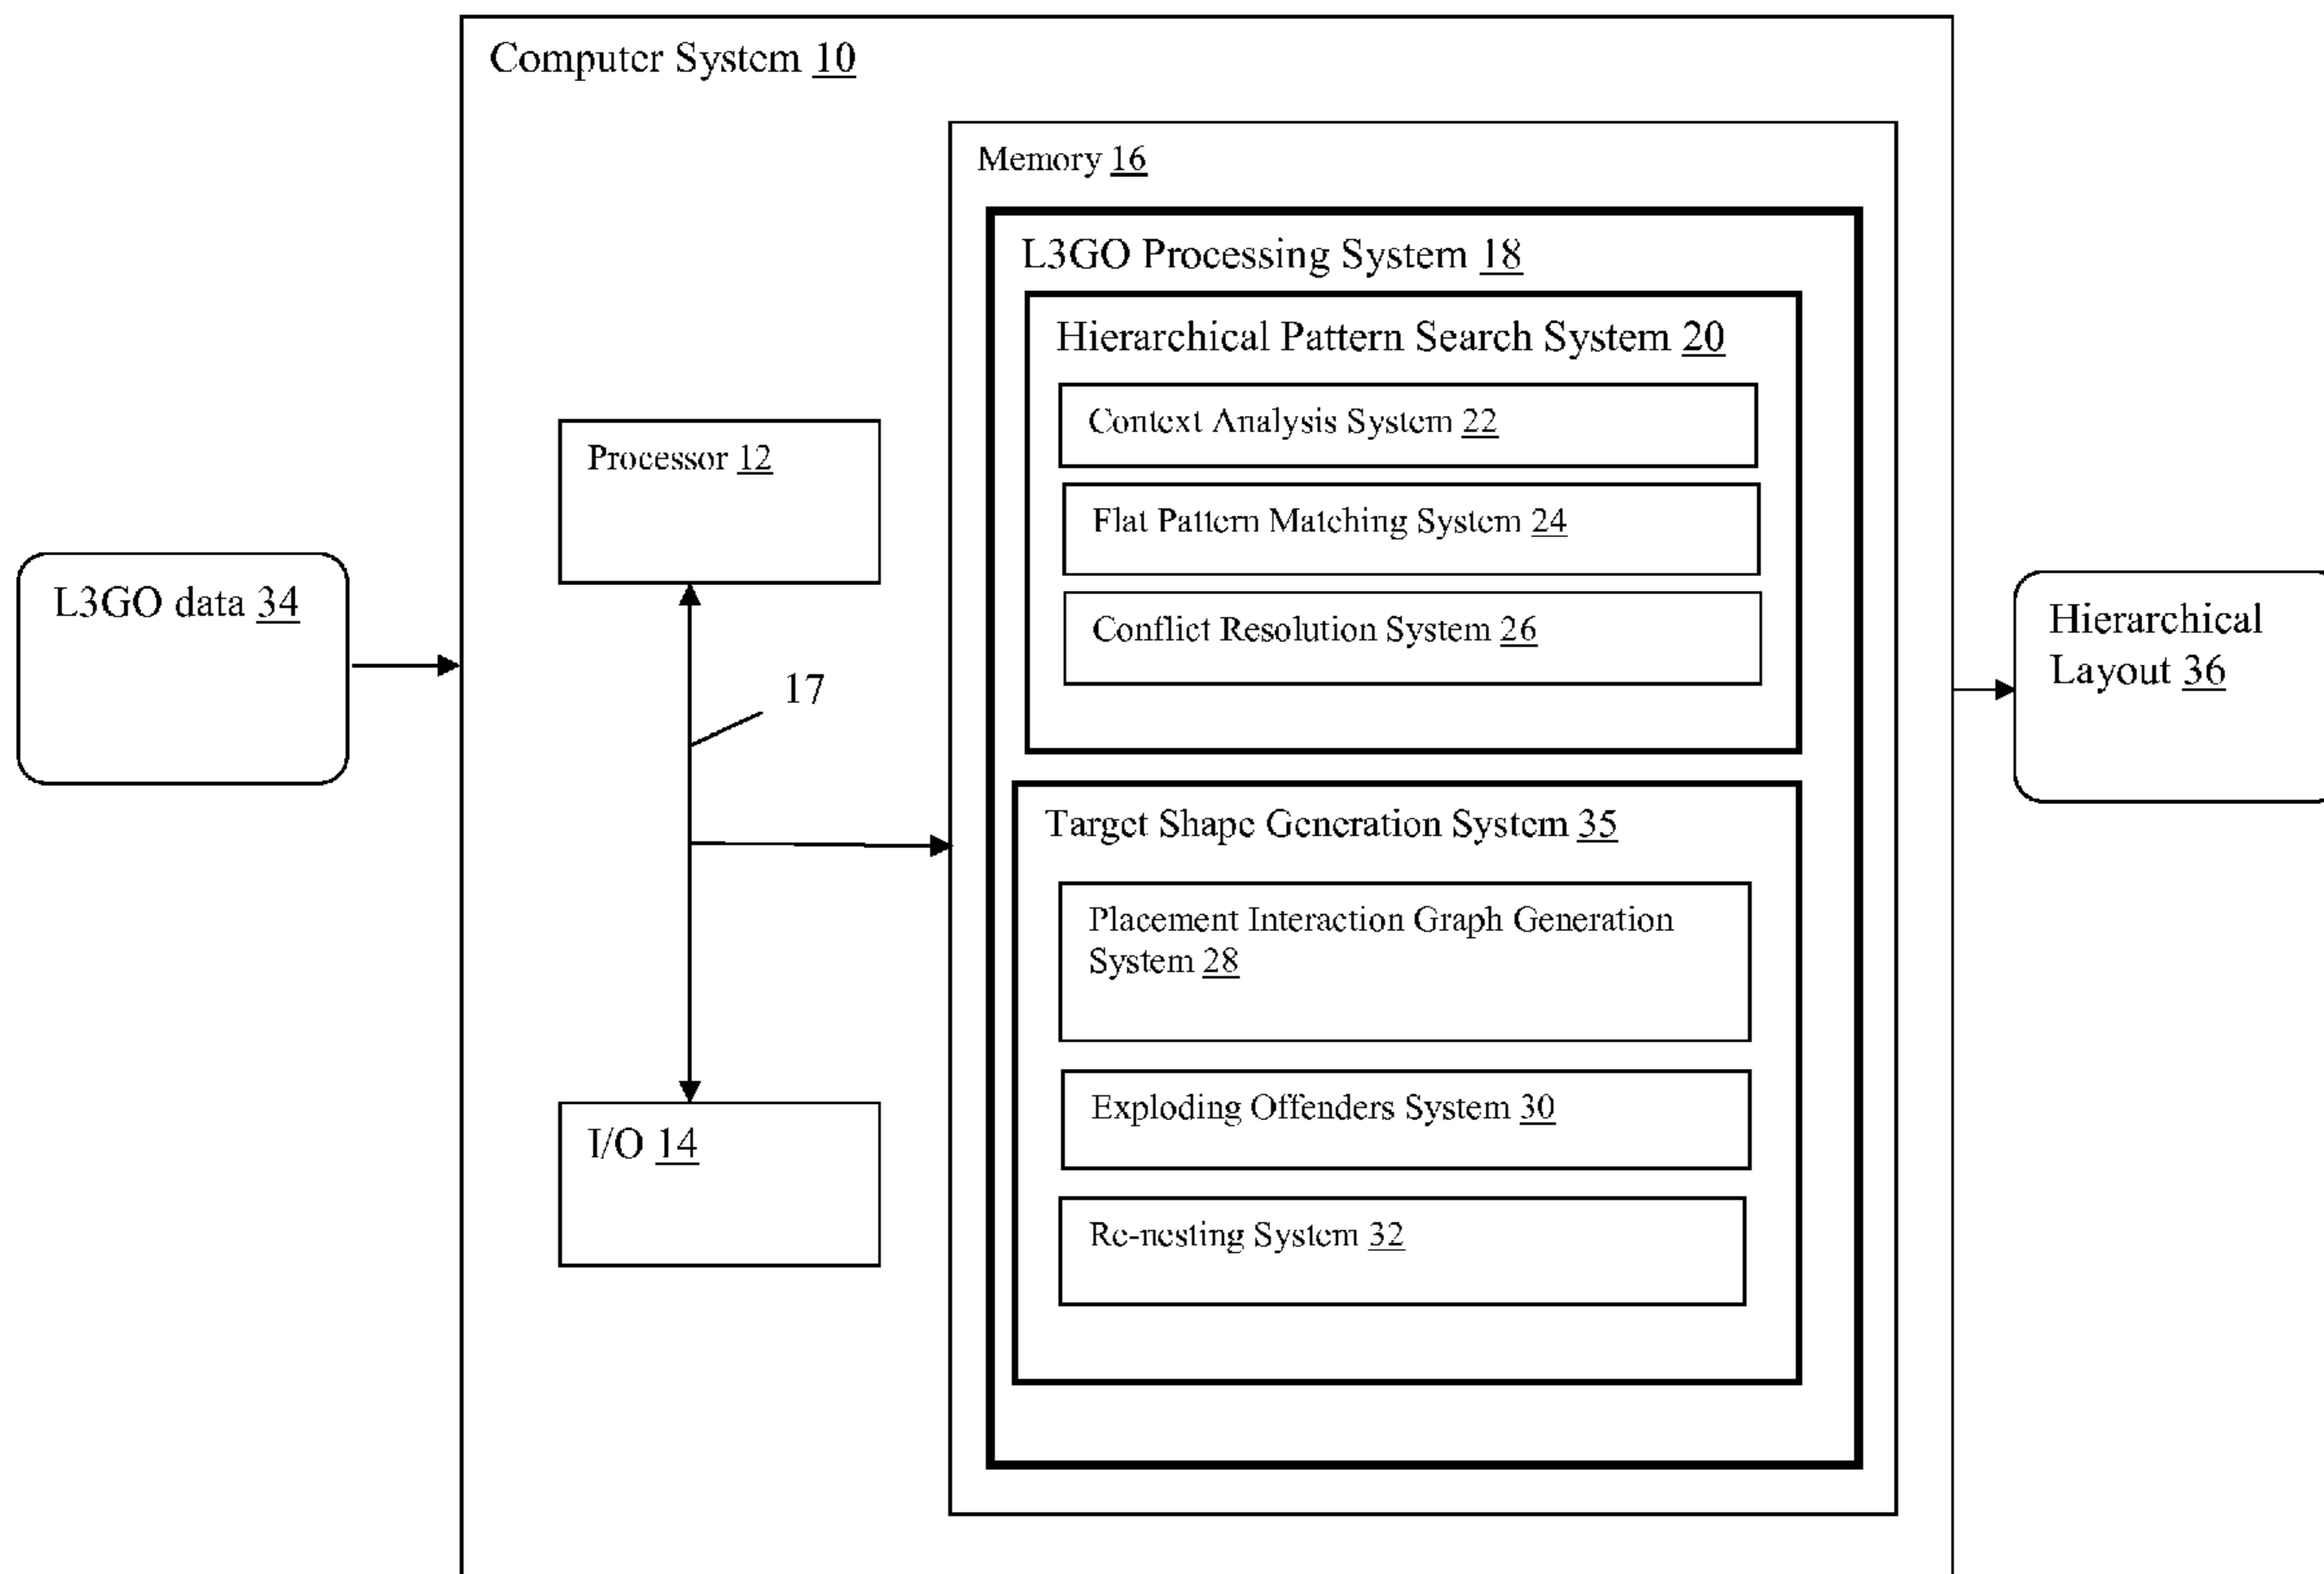 Computer System 10
Memory 16
L3GO Processing System 18
Hierarchical Pattern Search System 20
Context Analysis System 22
Processor 12
Flat Pattern Matching System 24
L3GO data 34
Conflict Resolution System 26
Hierarchical
Layout 36
17
Target Shape Generation System 35
Placement Interaction Graph Generation
System 28
Exploding Offenders System 30
I/O 14
Re-nesting System 32